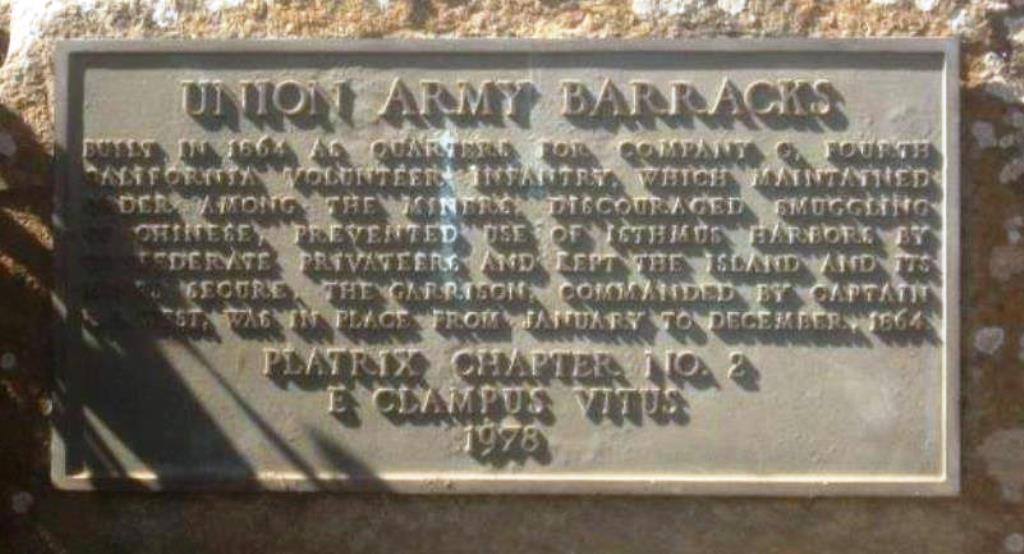 UNION ARMY BARRACKS
BUILT IN 1864 AS QUARTERS FOR COMPANY C, FOURTH
CALIFORNIA VOLUNTEER INFANTRY, WHICH MAINTAINED
ORDER AMONG THE MINERS, DISCOURAGED SMUGGLING
OF CHINESE, PREVENTED USE OF ISTHMUS HARBORS BY
CONFEDERATE PRIVATEERS AND KEPT THE ISLAND AND ITS
SECURE. THE GARRISON, COMMANDED BY CAPTAIN
WEST, WAS IN PLACE FROM JANUARY TO DECEMBER, 1864
PLATRIX CHAPTER NO. 2
E CLAMPUS VITUS
1978